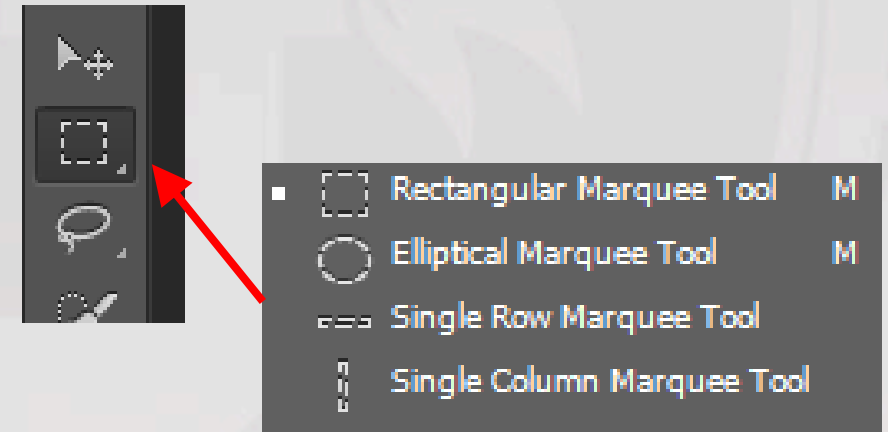 Rectangular Marquee Tool M
Elliptical Marquee Tool M
Single Row Marquee Tool
Single Column Marquee Tool